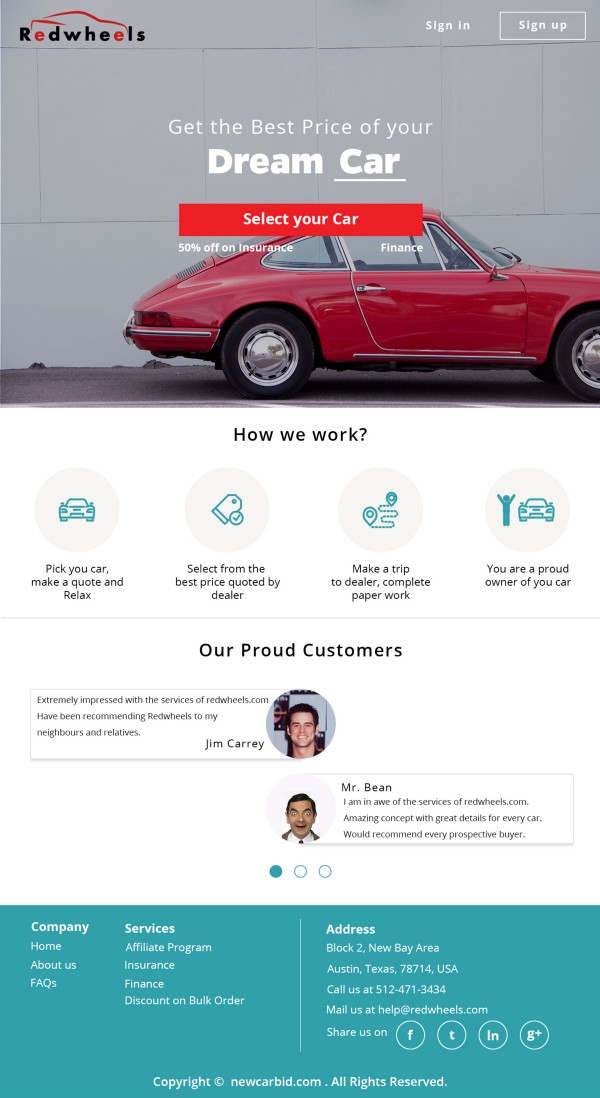 Redwheels
Sign in
Sign up
Get the Best Price of your
Dream Car
Select your Car
50% off on Insurance
Finance
How we work?
Pick you car,
make a quote and
Relax
Select from the
best price quoted by
dealer
Make a trip
to dealer, complete
paper work
You are a proud
owner of you car
Our Proud Customers
Extremely impressed with the services of redwheels.com
Have been recommending Redwheels to my
neighbours and relatives.
Jim Carrey
Mr. Bean
I am in awe of the services of redwheels.com.
Amazing concept with great details for every car.
Would recommend every prospective buyer.
Company
Home
About us
FAQs
Services
Affiliate Program
Insurance
Finance
Discount on Bulk Order
Address
Block 2, New Bay Area
Austin, Texas, 78714, USA
Call us at 512-471-3434
Mail us at help@redwheels.com
Share us on f t In g+
Copyright © newcarbid.com . All Rights Reserved.